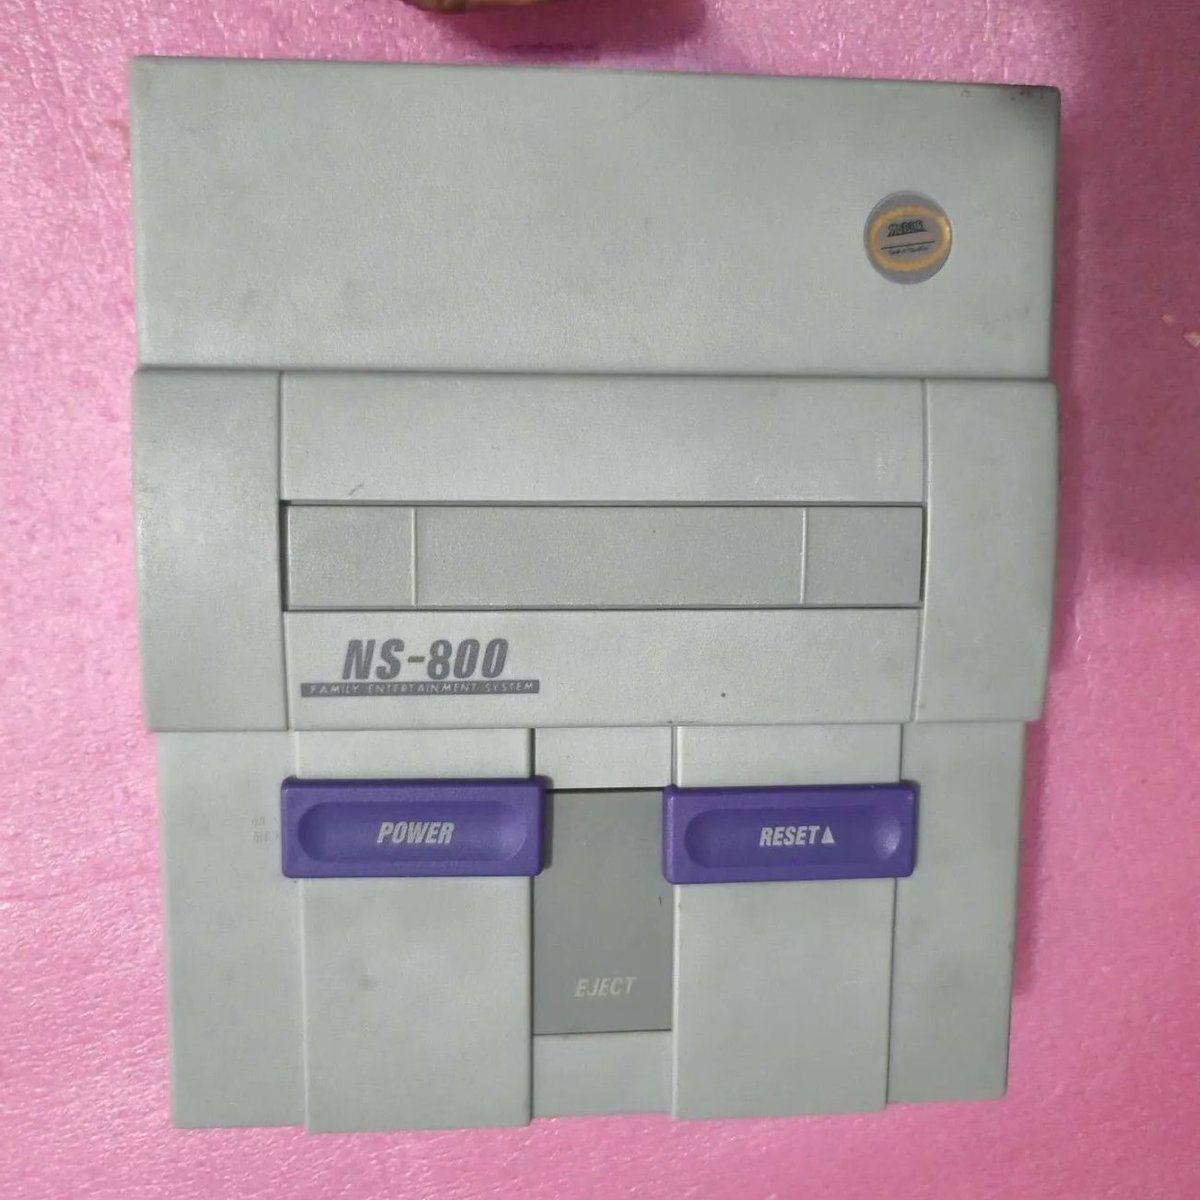 NS-800
FAMILY ENTERTAINMENT SYSTEM
POWER
RESET▲
EJECT